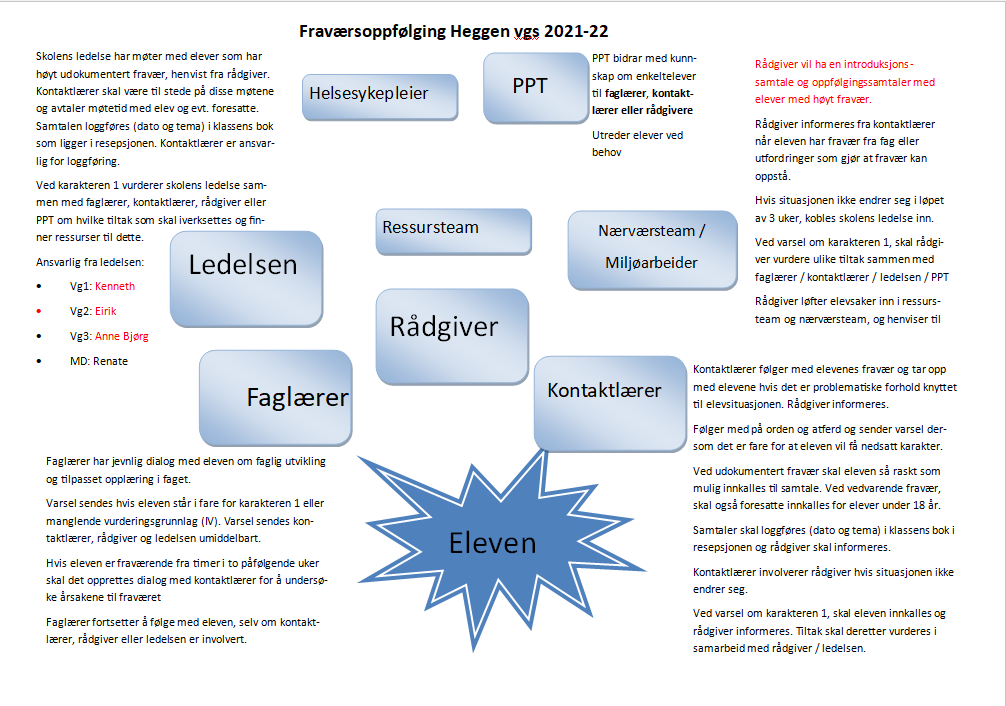 Fraværsoppfølging Heggen vgs 2021-22
Skolens ledelse har møter med elever som har
høyt udokumentert fravær, henvist fra rådgiver.
Kontaktlærer skal være til stede på disse møtene
og avtaler møtetid med elev og evt. foresatte.
Samtalen loggføres (dato og tema) i klassens bok
som ligger i resepsjonen. Kontaktlærer er ansvar-
lig for loggføring.
Ved karakteren 1 vurderer skolens ledelse sam-
men med faglærer, kontaktlærer, rådgiver eller
PPT om hvilke tiltak som skal iverksettes og fin-
ner ressurser til dette.
Ansvarlig fra ledelsen:
• Vg1: Kenneth
• Vg2: Eirik
• Vg3: Anne Bjørg
• MD: Renate
Helsesykepleier
PPT
PPT bidrar med kunn-
skap om enkeltelever
til faglærer, kontakt-
lærer eller rådgivere
Utreder elever ved
behov
Rådgiver vil ha en introduksjons-
samtale og oppfølgingssamtaler med
elever med høyt fravær.
Rådgiver informeres fra kontaktlærer
når eleven har fravær fra fag eller
utfordringer som gjør at fravær kan
oppstå.
Hvis situasjonen ikke endrer seg i løpet
av 3 uker, kobles skolens ledelse inn.
Ved varsel om karakteren 1, skal rådgi-
ver vurdere ulike tiltak sammen med
faglærer / kontaktlærer / ledelsen / PPT
Rådgiver løfter elevsaker inn i ressurs-
team og nærværsteam, og henviser til
Ressursteam
Nærværsteam /
Miljøarbeider
Ledelsen
Rådgiver
Faglærer
Kontaktlærer
Faglærer har jevnlig dialog med eleven om faglig utvikling
og tilpasset opplæring i faget.
Varsel sendes hvis eleven står i fare for karakteren 1 eller
manglende vurderingsgrunnlag (IV). Varsel sendes kon-
taktlærer, rådgiver og ledelsen umiddelbart.
Hvis eleven er fraværende fra timer i to påfølgende uker
skal det opprettes dialog med kontaktlærer for å undersø-
ke årsakene til fraværet
Faglærer fortsetter å følge med eleven, selv om kontakt-
lærer, rådgiver eller ledelsen er involvert.
Eleven
Kontaktlærer følger med elevenes fravær og tar opp
med elevene hvis det er problematiske forhold knyttet
til elevsituasjonen. Rådgiver informeres.
Følger med på orden og atferd og sender varsel der-
som det er fare for at eleven vil få nedsatt karakter.
Ved udokumentert fravær skal eleven så raskt som
mulig innkalles til samtale. Ved vedvarende fravær,
skal også foresatte innkalles for elever under 18 år.
Samtaler skal loggføres (dato og tema) i klassens bok i
resepsjonen og rådgiver skal informeres.
Kontaktlærer involverer rådgiver hvis situasjonen ikke
endrer seg.
Ved varsel om karakteren 1, skal eleven innkalles og
rådgiver informeres. Tiltak skal deretter vurderes i
samarbeid med rådgiver / ledelsen.